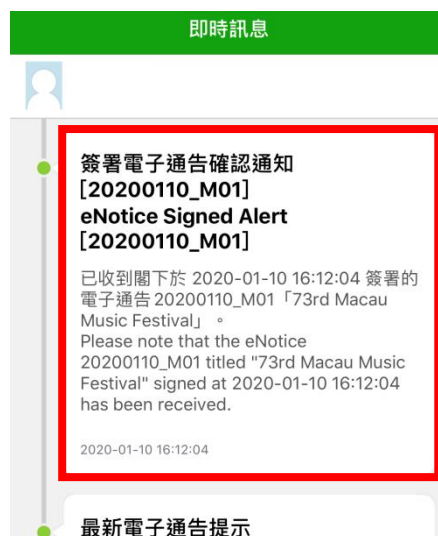 即時訊息
簽署電子通告確認通知
[20200110_M01]
eNotice Signed Alert
[20200110_M01]
已收到閣下於 2020-01-10 16:12:04 簽署的
電子通告 20200110_M01「73rd Macau
Music Festival」 。
Please note that the eNotice
20200110_M01 titled "73rd Macau Music
Festival" signed at 2020-01-10 16:12:04
has been received.
2020-01-10 16:12:04
最新電子通告提示